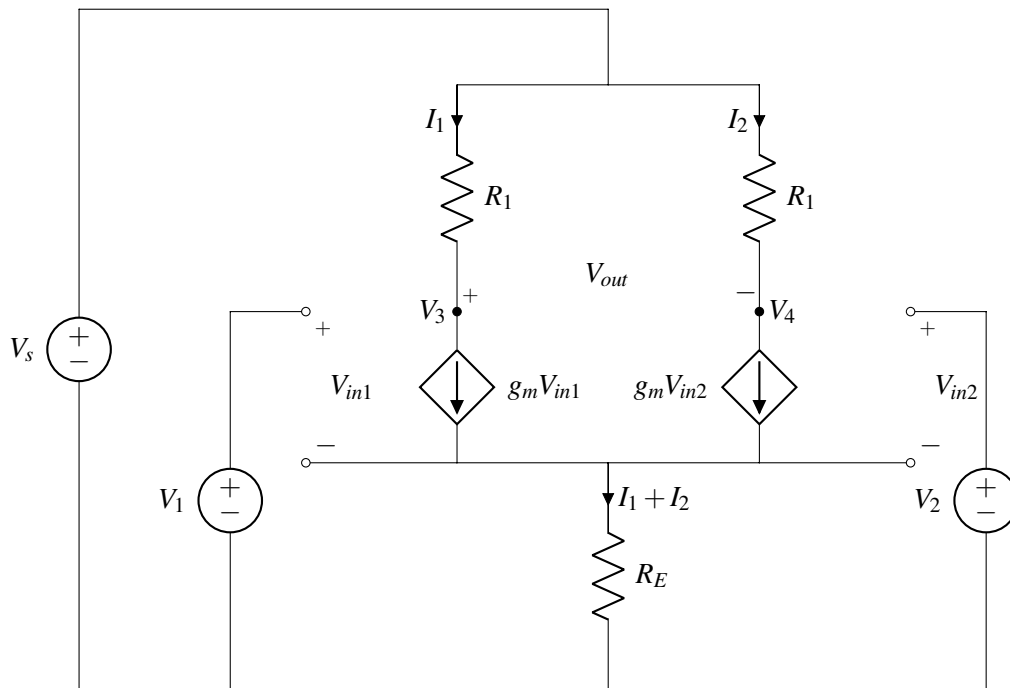 I1
I2
R1
R1
Vout
V3
+
−
V4
+
+
Vs
+
−
Vin1
gmVin1
gmVin2
Vin2
−
−
V1
+
−
I1 + I2
V2
+
−
RE